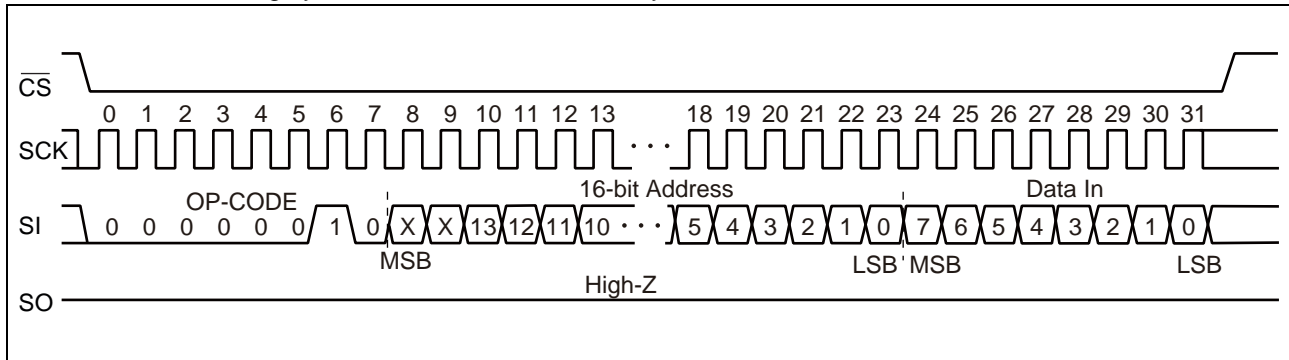 CS
0 1 2 3 4 5 6 7 8 9 10 11 12 13 18 19 20 21 22 23 24 25 26 27 28 29 30 31
SCK ...
OP-CODE 16-bit Address Data In
SI 0 0 0 0 0 0 1 0 X X 13 12 11 10 ... 5 4 3 2 1 0 7 6 5 4 3 2 1 0
MSB LSB MSB LSB
High-Z
SO